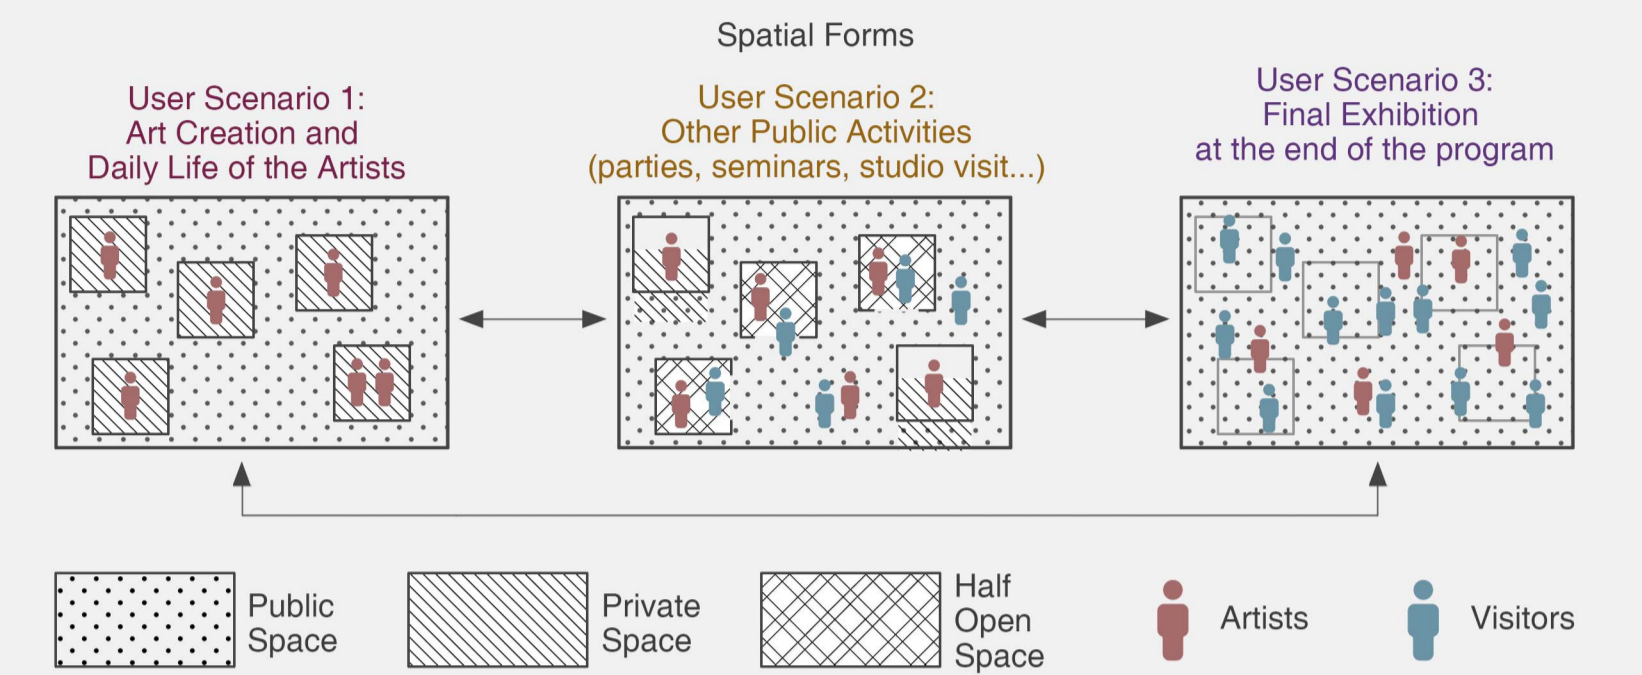 Spatial Forms
User Scenario 1:
Art Creation and
Daily Life of the Artists
User Scenario 2:
Other Public Activities
(parties, seminars, studio visit...)
User Scenario 3:
Final Exhibition
at the end of the program
Public
Space
Private
Space
Half
Open
Space
Artists
Visitors